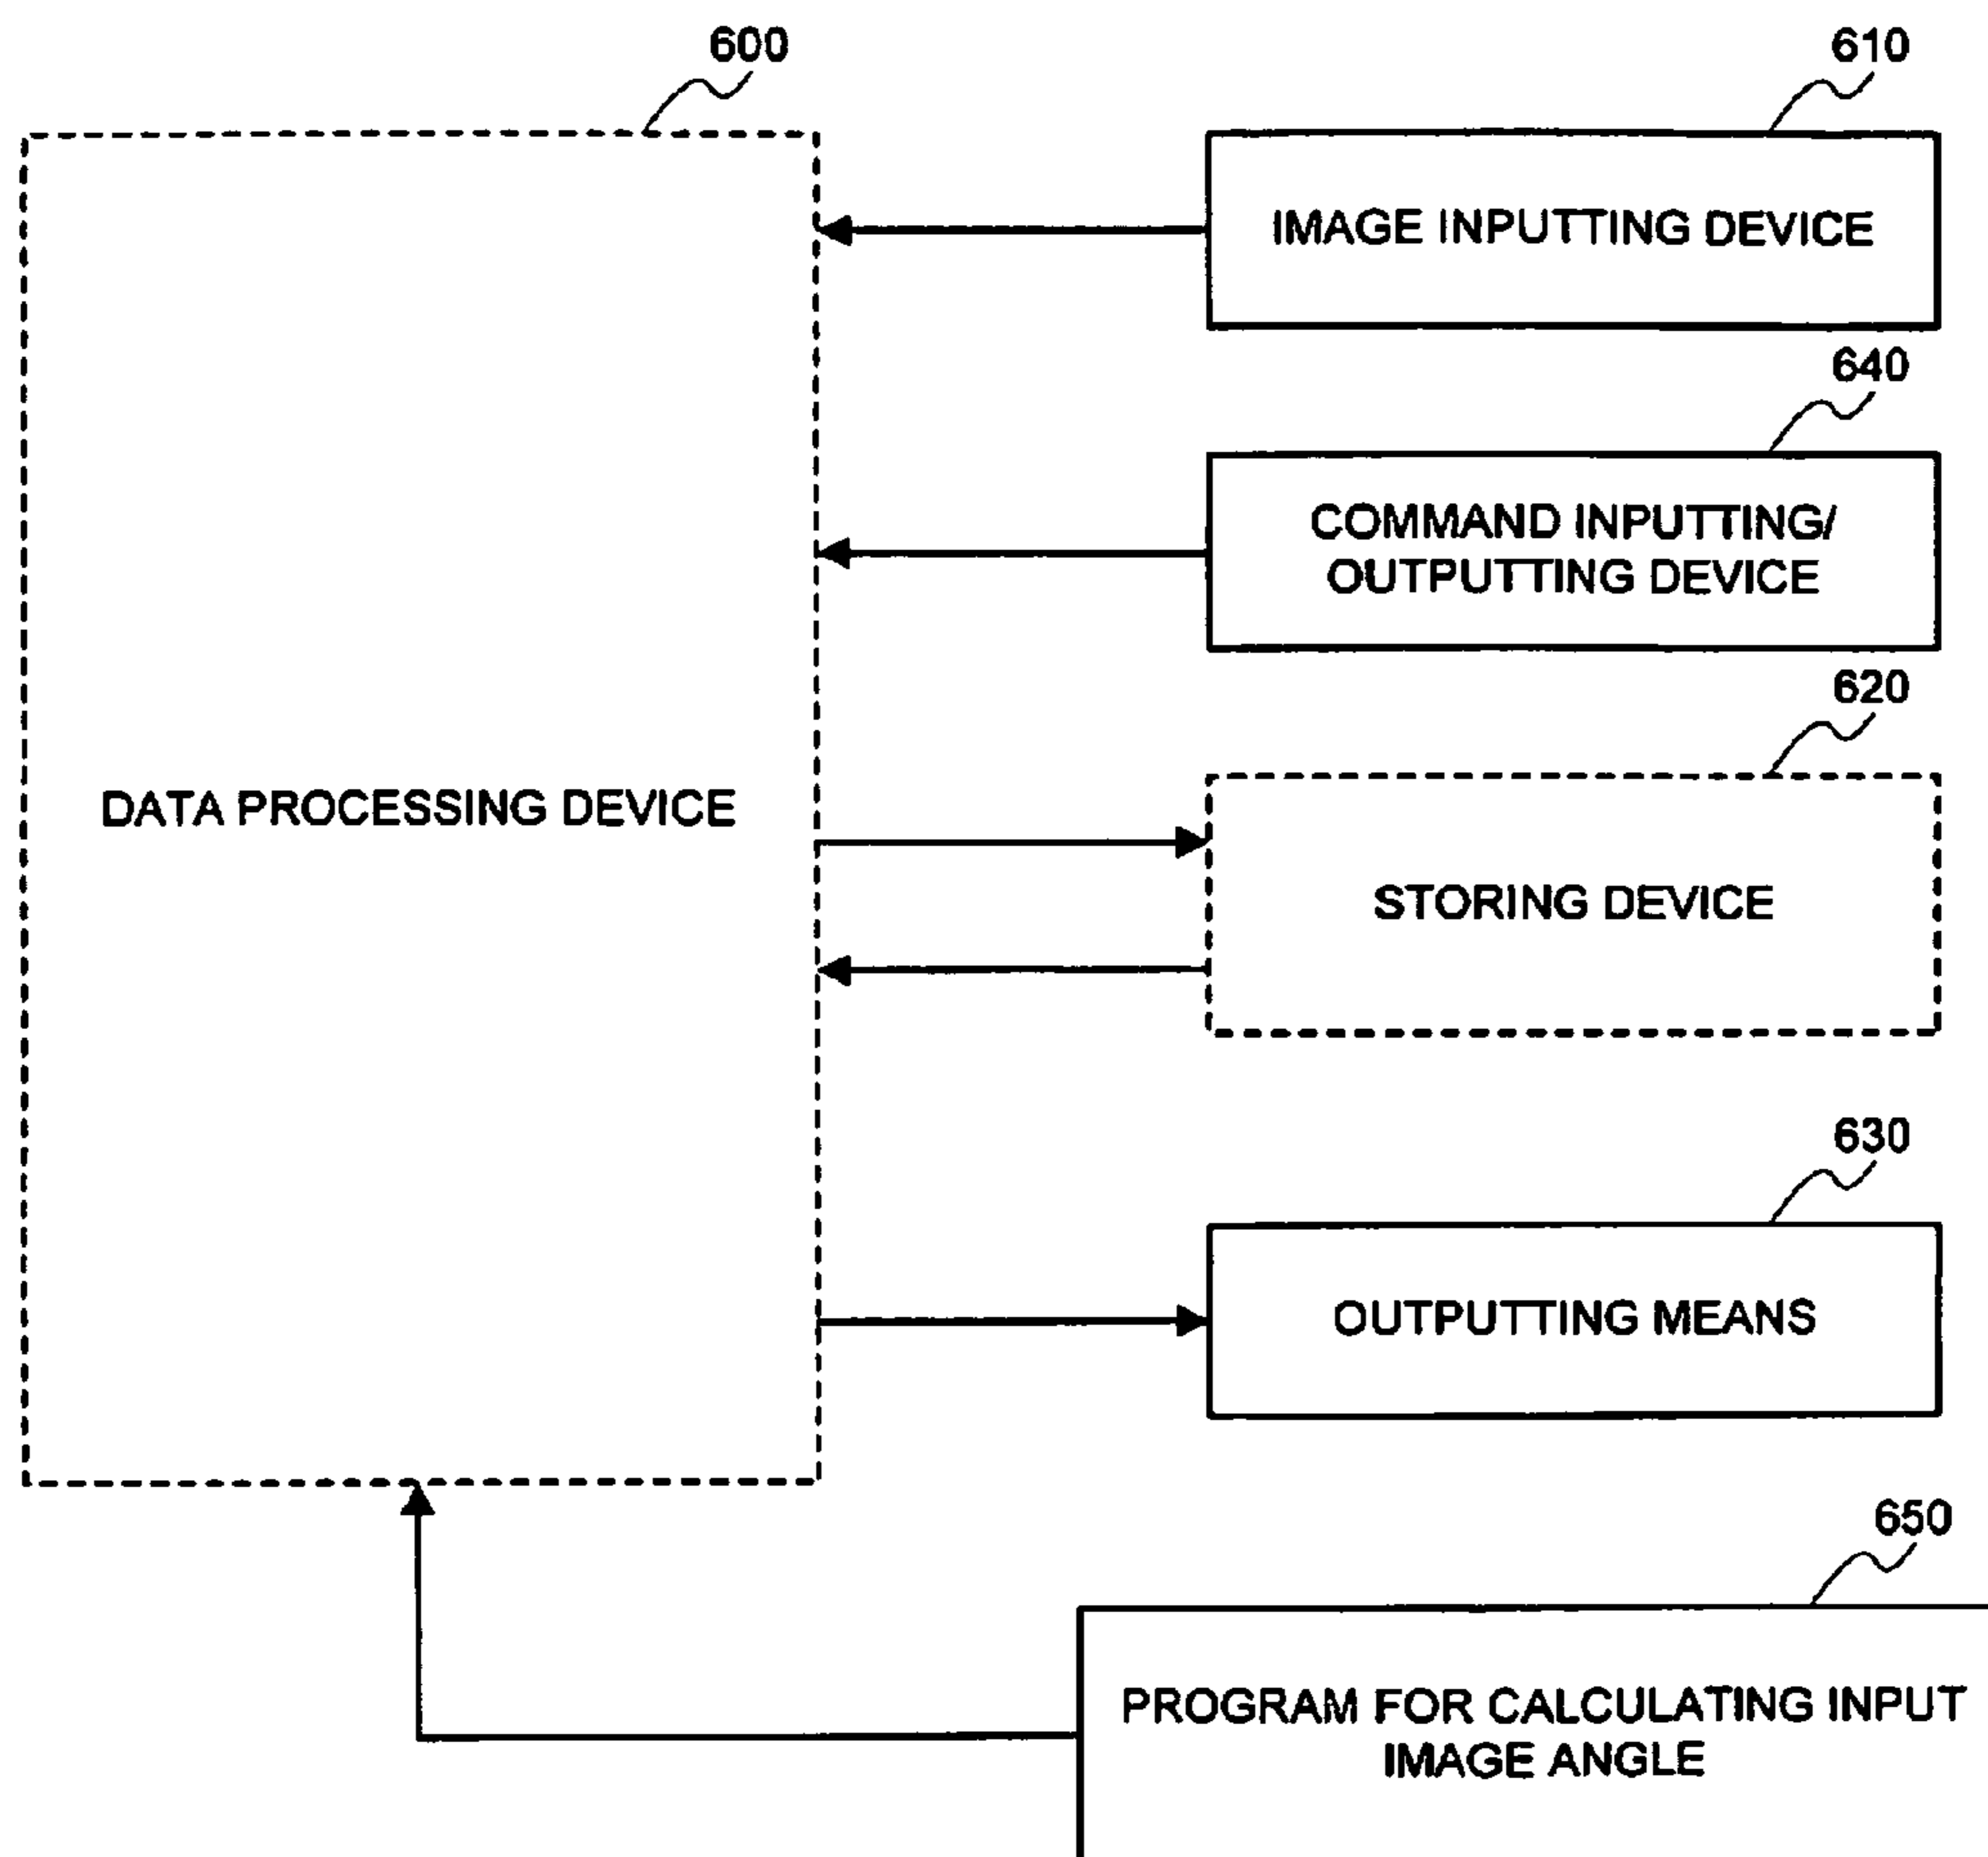 600
610
IMAGE INPUTTING DEVICE
640
COMMAND INPUTTING/
OUTPUTTING DEVICE
620
DATA PROCESSING DEVICE
STORING DEVICE
630
OUTPUTTING MEANS
650
PROGRAM FOR CALCULATING INPUT
IMAGE ANGLE